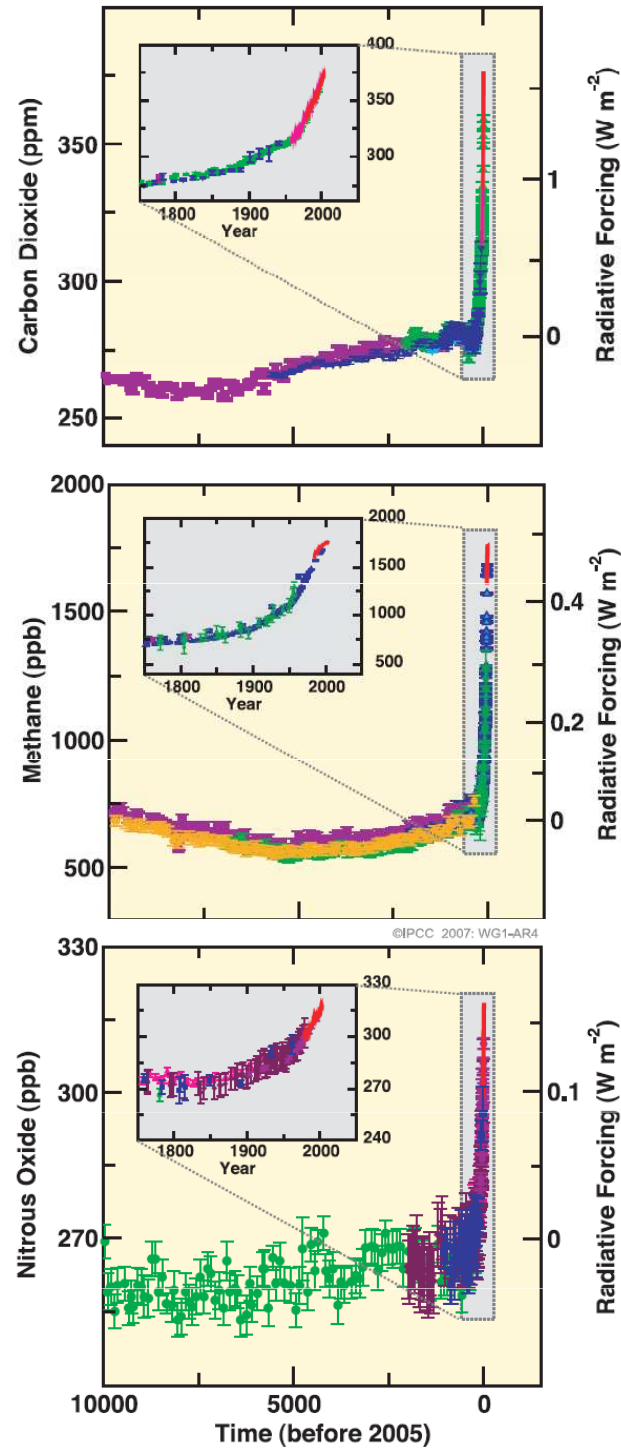 Carbon Dioxide (ppm)
350
300
250
400
350
300
1800 1900 2000
Year
1
0
Radiative Forcing (W m-2)
Methane (ppb)
2000
1500
1000
500
2000
1500
1000
500
1800 1900 2000
Year
0.4
0.2
0
Radiative Forcing (W m-2)
©IPCC 2007: WG1-AR4
Nitrous Oxide (ppb)
330
300
270
330
300
270
240
1800 1900 2000
Year
0.1
0
Radiative Forcing (W m-2)
10000 5000 0
Time (before 2005)